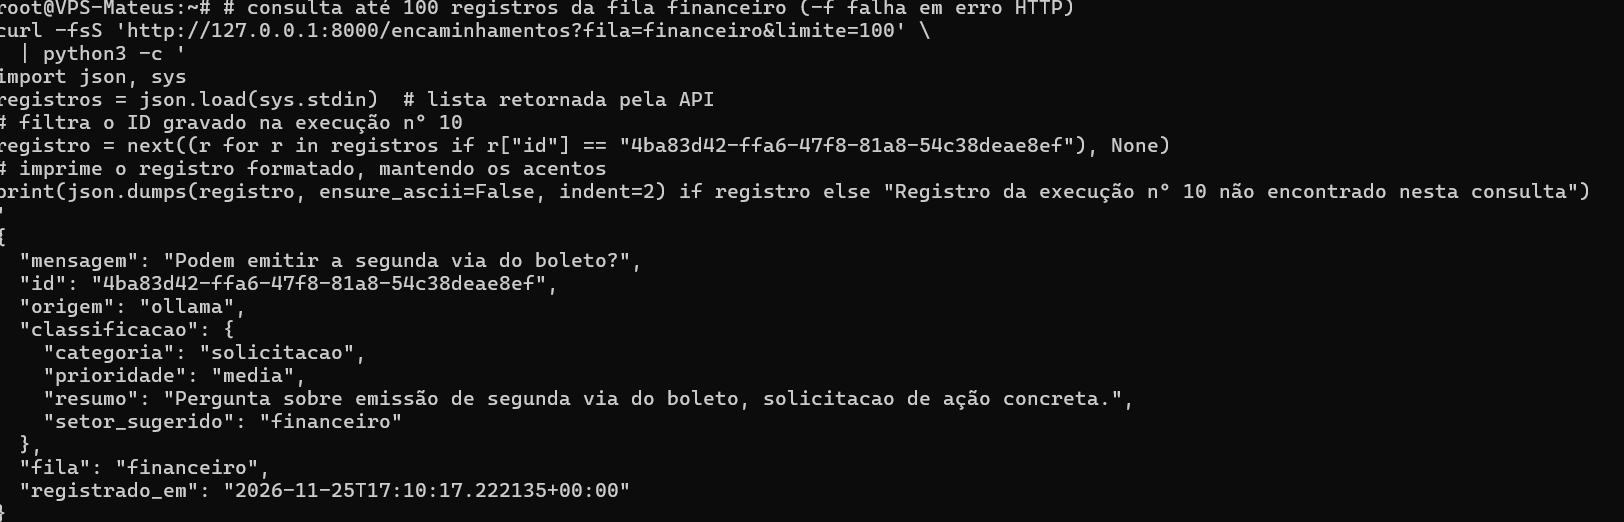 root@VPS-Mateus:~# # consulta até 100 registros da fila financeiro (-f falha em erro HTTP)
curl -fsS 'http://127.0.0.1:8000/encaminhamentos?fila=financeiro&limite=100' \
  | python3 -c '
import json, sys
registros = json.load(sys.stdin)  # lista retornada pela API
# filtra o ID gravado na execução n° 10
registro = next((r for r in registros if r["id"] == "4ba83d42-ffa6-47f8-81a8-54c38deae8ef"), None)
# imprime o registro formatado, mantendo os acentos
print(json.dumps(registro, ensure_ascii=False, indent=2) if registro else "Registro da execução n° 10 não encontrado nesta consulta")
'
{
  "mensagem": "Podem emitir a segunda via do boleto?",
  "id": "4ba83d42-ffa6-47f8-81a8-54c38deae8ef",
  "origem": "ollama",
  "classificacao": {
    "categoria": "solicitacao",
    "prioridade": "media",
    "resumo": "Pergunta sobre emissão de segunda via do boleto, solicitacao de ação concreta.",
    "setor_sugerido": "financeiro"
  },
  "fila": "financeiro",
  "registrado_em": "2026-11-25T17:10:17.222135+00:00"
}